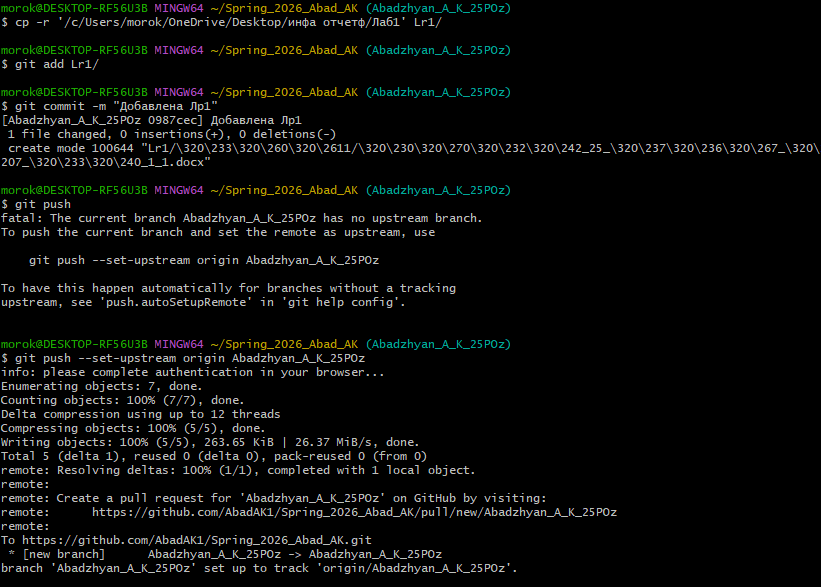 morok@DESKTOP-RF56U3B MINGW64 ~/Spring_2026_Abad_AK (Abadzhyan_A_K_25POz)
$ cp -r '/c/Users/morok/OneDrive/Desktop/инфа отчетф/Лаб1' Lr1/
morok@DESKTOP-RF56U3B MINGW64 ~/Spring_2026_Abad_AK (Abadzhyan_A_K_25POz)
$ git add Lr1/
morok@DESKTOP-RF56U3B MINGW64 ~/Spring_2026_Abad_AK (Abadzhyan_A_K_25POz)
$ git commit -m "Добавлена Лр1"
[Abadzhyan_A_K_25POz 0987cec] Добавлена Лр1
 1 file changed, 0 insertions(+), 0 deletions(-)
 create mode 100644 "Lr1/\320\233\320\260\320\2611/\320\230\320\270\320\232\320\242_25_\320\237\320\236\320\267_\320\
207_\320\233\320\240_1_1.docx"
morok@DESKTOP-RF56U3B MINGW64 ~/Spring_2026_Abad_AK (Abadzhyan_A_K_25POz)
$ git push
fatal: The current branch Abadzhyan_A_K_25POz has no upstream branch.
To push the current branch and set the remote as upstream, use
    git push --set-upstream origin Abadzhyan_A_K_25POz
To have this happen automatically for branches without a tracking
upstream, see 'push.autoSetupRemote' in 'git help config'.
morok@DESKTOP-RF56U3B MINGW64 ~/Spring_2026_Abad_AK (Abadzhyan_A_K_25POz)
$ git push --set-upstream origin Abadzhyan_A_K_25POz
info: please complete authentication in your browser...
Enumerating objects: 7, done.
Counting objects: 100% (7/7), done.
Delta compression using up to 12 threads
Compressing objects: 100% (5/5), done.
Writing objects: 100% (5/5), 263.65 KiB | 26.37 MiB/s, done.
Total 5 (delta 1), reused 0 (delta 0), pack-reused 0 (from 0)
remote: Resolving deltas: 100% (1/1), completed with 1 local object.
remote:
remote: Create a pull request for 'Abadzhyan_A_K_25POz' on GitHub by visiting:
remote:      https://github.com/AbadAK1/Spring_2026_Abad_AK/pull/new/Abadzhyan_A_K_25POz
remote:
To https://github.com/AbadAK1/Spring_2026_Abad_AK.git
 * [new branch]      Abadzhyan_A_K_25POz -> Abadzhyan_A_K_25POz
branch 'Abadzhyan_A_K_25POz' set up to track 'origin/Abadzhyan_A_K_25POz'.